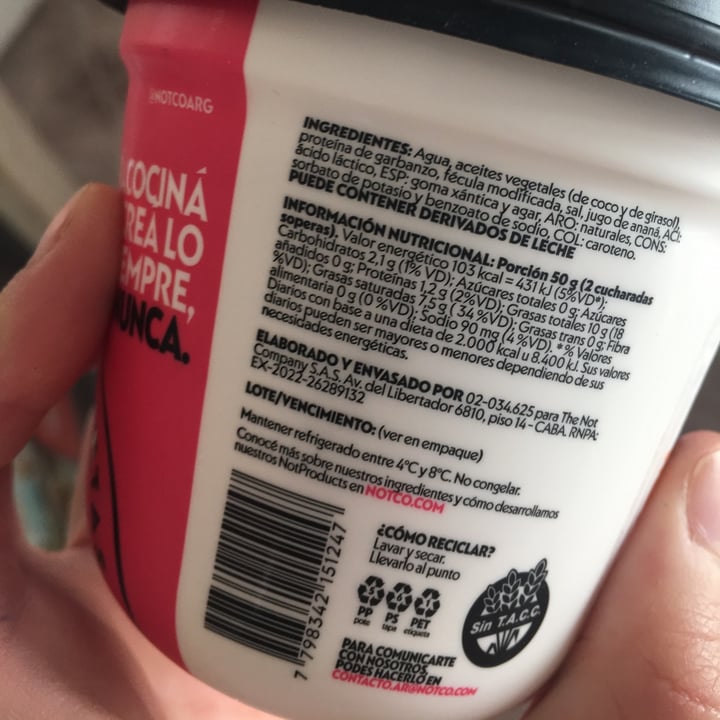 @NOTCOARG
COCINÁ
REA LO
EMPRE,
UNCA.
INGREDIENTES: Agua, aceites vegetales (de coco y de girasol),
proteína de garbanzo, fécula modificada, sal, jugo de ananá, ACI:
ácido láctico, ESP: goma xántica y agar, ARO: naturales, CONS:
sorbato de potasio y benzoato de sodio, COL: caroteno.
PUEDE CONTENER DERIVADOS DE LECHE
INFORMACIÓN NUTRICIONAL: Porción 50 g (2 cucharadas
soperas). Valor energético 103 kcal = 431 kJ (5%VD*);
Carbohidratos 2,1 g (1% VD); Azúcares totales 0 g; Azúcares
añadidos 0 g; Proteínas 1,2 g (2%VD); Grasas totales 10 g (18
%VD); Grasas saturadas 7,5 g (34 %VD); Grasas trans 0 g; Fibra
alimentaria 0 g (0 %VD); Sodio 90 mg (4 %VD). * % Valores
Diarios con base a una dieta de 2.000 kcal u 8.400 kJ. Sus valores
diarios pueden ser mayores o menores dependiendo de sus
necesidades energéticas.
ELABORADO Y ENVASADO POR 02-034.625 para The Not
Company S.A.S. Av. del Libertador 6810, piso 14 - CABA. RNPA:
EX-2022-26289132
LOTE/VENCIMIENTO: (ver en empaque)
Mantener refrigerado entre 4°C y 8°C. No congelar.
Conocé más sobre nuestros ingredientes y cómo desarrollamos
nuestros NotProducts en NOTCO.COM
7 798342 151247
¿CÓMO RECICLAR?
Lavar y secar.
Llevarlo al punto
PP PS PET
pote tapa etiqueta
Sin T.A.C.C.
PARA COMUNICARTE
CON NOSOTROS,
PODES HACERLO EN
CONTACTO.AR@NOTCO.COM